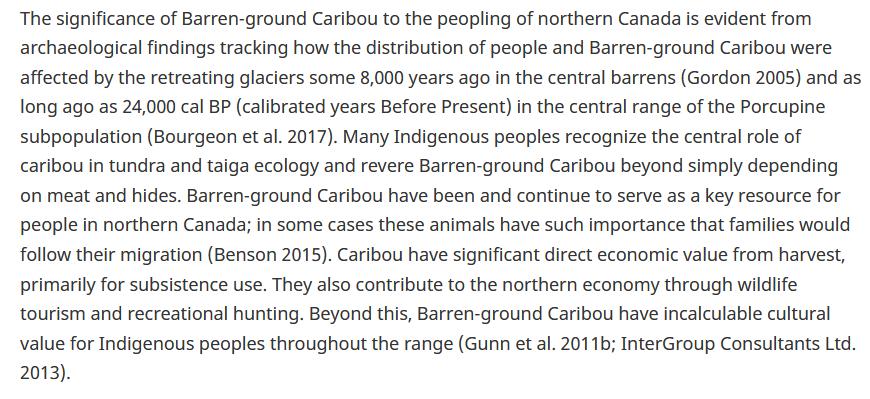 The significance of Barren-ground Caribou to the peopling of northern Canada is evident from
archaeological findings tracking how the distribution of people and Barren-ground Caribou were
affected by the retreating glaciers some 8,000 years ago in the central barrens (Gordon 2005) and as
long ago as 24,000 cal BP (calibrated years Before Present) in the central range of the Porcupine
subpopulation (Bourgeon et al. 2017). Many Indigenous peoples recognize the central role of
caribou in tundra and taiga ecology and revere Barren-ground Caribou beyond simply depending
on meat and hides. Barren-ground Caribou have been and continue to serve as a key resource for
people in northern Canada; in some cases these animals have such importance that families would
follow their migration (Benson 2015). Caribou have significant direct economic value from harvest,
primarily for subsistence use. They also contribute to the northern economy through wildlife
tourism and recreational hunting. Beyond this, Barren-ground Caribou have incalculable cultural
value for Indigenous peoples throughout the range (Gunn et al. 2011b; InterGroup Consultants Ltd.
2013).